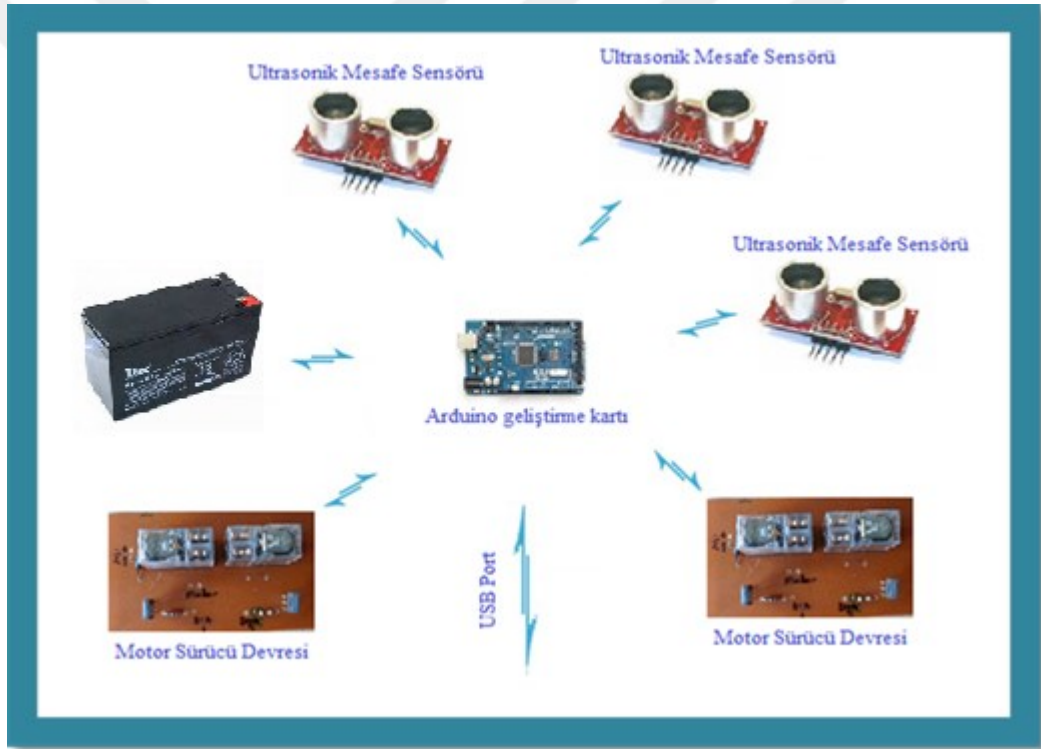 Ultrasonik Mesafe Sensörü
Ultrasonik Mesafe Sensörü
Ultrasonik Mesafe Sensörü
Arduino geliştirme kartı
USB Port
Motor Sürücü Devresi
Motor Sürücü Devresi